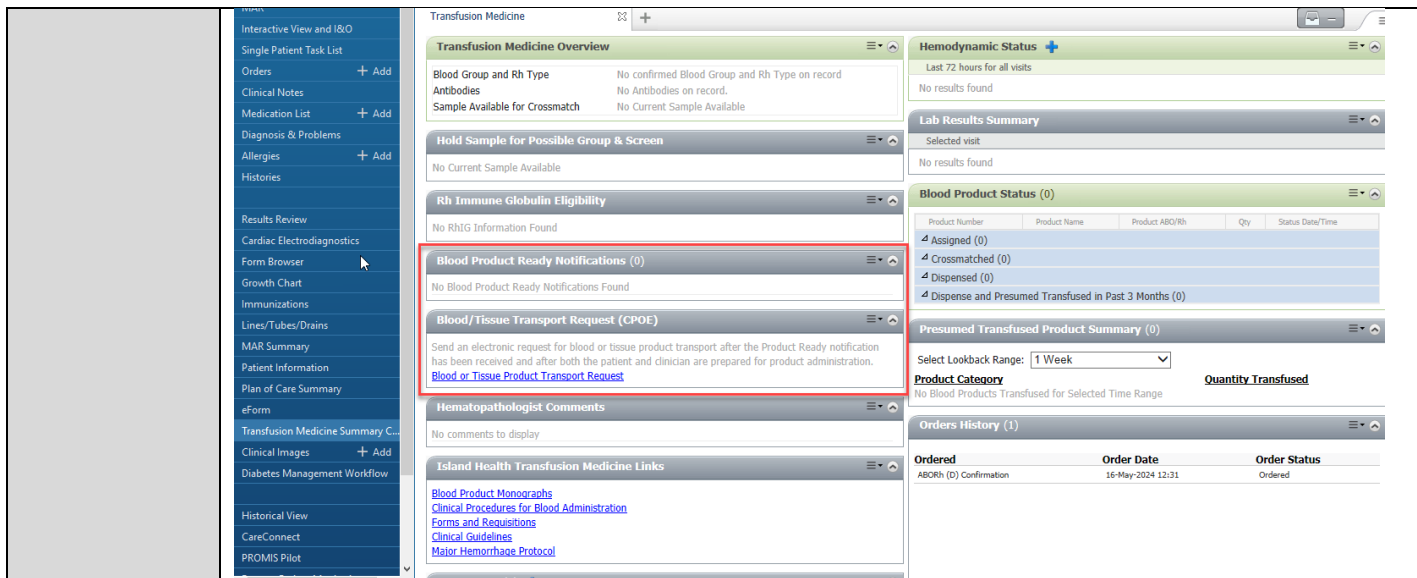 MAR
Interactive View and I&O
Single Patient Task List
Orders + Add
Clinical Notes
Medication List + Add
Diagnosis & Problems
Allergies + Add
Histories
Results Review
Cardiac Electrodiagnostics
Form Browser
Growth Chart
Immunizations
Lines/Tubes/Drains
MAR Summary
Patient Information
Plan of Care Summary
eForm
Transfusion Medicine Summary C...
Clinical Images + Add
Diabetes Management Workflow
Historical View
CareConnect
PROMIS Pilot
Transfusion Medicine
Transfusion Medicine Overview
Blood Group and Rh Type No confirmed Blood Group and Rh Type on record
Antibodies No Antibodies on record.
Sample Available for Crossmatch No Current Sample Available
Hold Sample for Possible Group & Screen
No Current Sample Available
Rh Immune Globulin Eligibility
No RhIG Information Found
Blood Product Ready Notifications (0)
No Blood Product Ready Notifications Found
Blood/Tissue Transport Request (CPOE)
Send an electronic request for blood or tissue product transport after the Product Ready notification
has been received and after both the patient and clinician are prepared for product administration.
Blood or Tissue Product Transport Request
Hematopathologist Comments
No comments to display
Island Health Transfusion Medicine Links
Blood Product Monographs
Clinical Procedures for Blood Administration
Forms and Requisitions
Clinical Guidelines
Major Hemorrhage Protocol
Hemodynamic Status
Last 72 hours for all visits
No results found
Lab Results Summary
Selected visit
No results found
Blood Product Status (0)
Product Number Product Name Product ABO/Rh Qty Status Date/Time
Assigned (0)
Crossmatched (0)
Dispensed (0)
Dispense and Presumed Transfused in Past 3 Months (0)
Presumed Transfused Product Summary (0)
Select Lookback Range: 1 Week
Product Category Quantity Transfused
No Blood Products Transfused for Selected Time Range
Orders History (1)
Ordered Order Date Order Status
ABORh (D) Confirmation 16-May-2024 12:31 Ordered